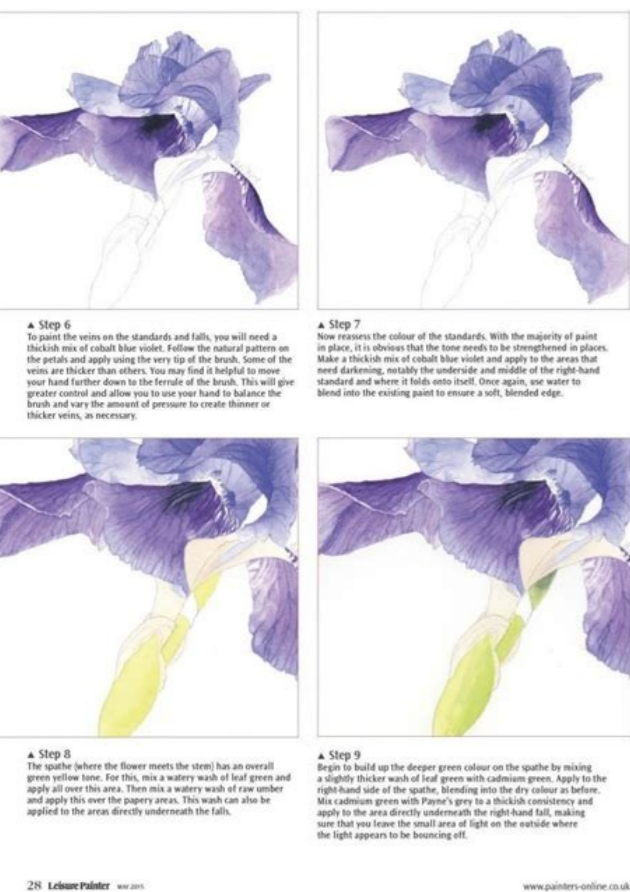 ▲ Step 6
To paint the veins on the standards and falls, you will need a
thickish mix of cobalt blue violet. Follow the natural pattern on
the petals and apply using the very tip of the brush. Some of the
veins are thicker than others. You may find it helpful to move
your hand further down to the ferrule of the brush. This will give
greater control and allow you to use your hand to balance the
brush and vary the amount of pressure to create thinner or
thicker veins, as necessary.
▲ Step 7
Now reassess the colour of the standards. With the majority of paint
in place, it is obvious that the tone needs to be strengthened in places.
Make a thickish mix of cobalt blue violet and apply to the areas that
need darkening, notably the underside and middle of the right-hand
standard and where it folds onto itself. Once again, use water to
blend into the existing paint to ensure a soft, blended edge.
▲ Step 8
The spathe (where the flower meets the stem) has an overall
green yellow tone. For this, mix a watery wash of leaf green and
apply all over this area. Then mix a watery wash of raw umber
and apply this over the papery areas. This wash can also be
applied to the areas directly underneath the falls.
▲ Step 9
Begin to build up the deeper green colour on the spathe by mixing
a slightly thicker wash of leaf green with cadmium green. Apply to the
right-hand side of the spathe, blending into the dry colour as before.
Mix cadmium green with Payne's grey to a thickish consistency and
apply to the area directly underneath the right-hand fall, making
sure that you leave the small area of light on the outside where
the light appears to be bouncing off.
28 Leisure Painter MAY 2015
www.painters-online.co.uk